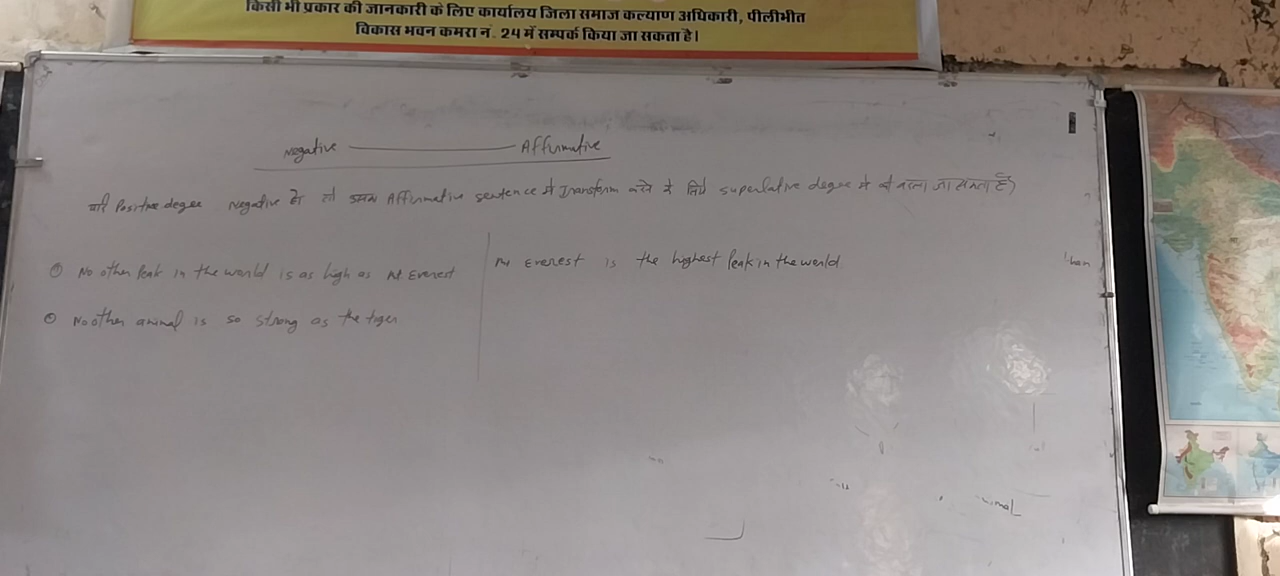 किसी भी प्रकार की जानकारी के लिए कार्यालय जिला समाज कल्याण अधिकारी, पीलीभीत
विकास भवन कमरा नं. 24 में सम्पर्क किया जा सकता है।
Negative — Affirmative
यदि Positive degree Negative हो तो उसका Affirmative sentence में Transform करने के लिये superlative degree में बदला जा सकता है)
① No other Peak in the world is as high as Mt Everest
Mt Everest is the highest Peak in the world.
② No other animal is so strong as the tiger